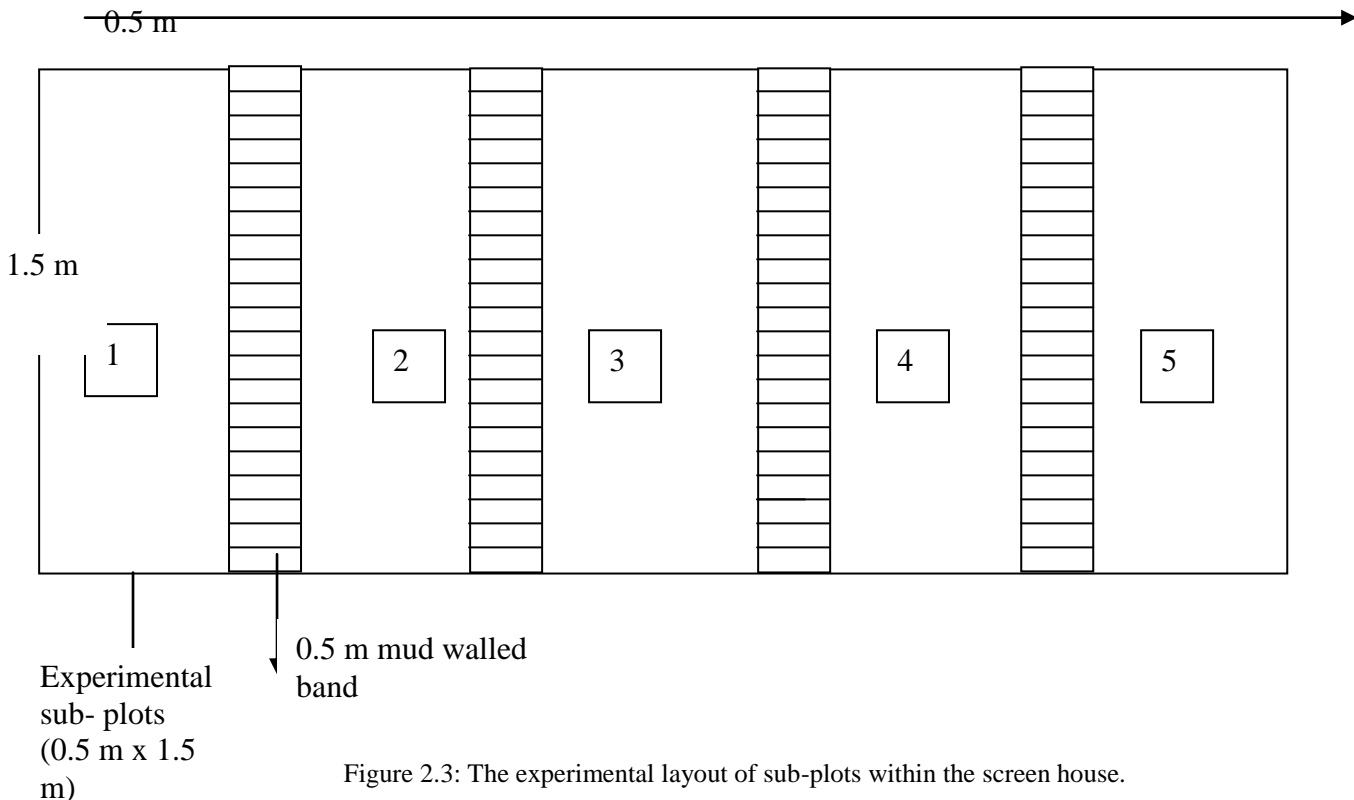 0.5 m
1.5 m
1
2
3
4
5
0.5 m mud walled
band
Experimental
sub- plots
(0.5 m x 1.5
m)
Figure 2.3: The experimental layout of sub-plots within the screen house.